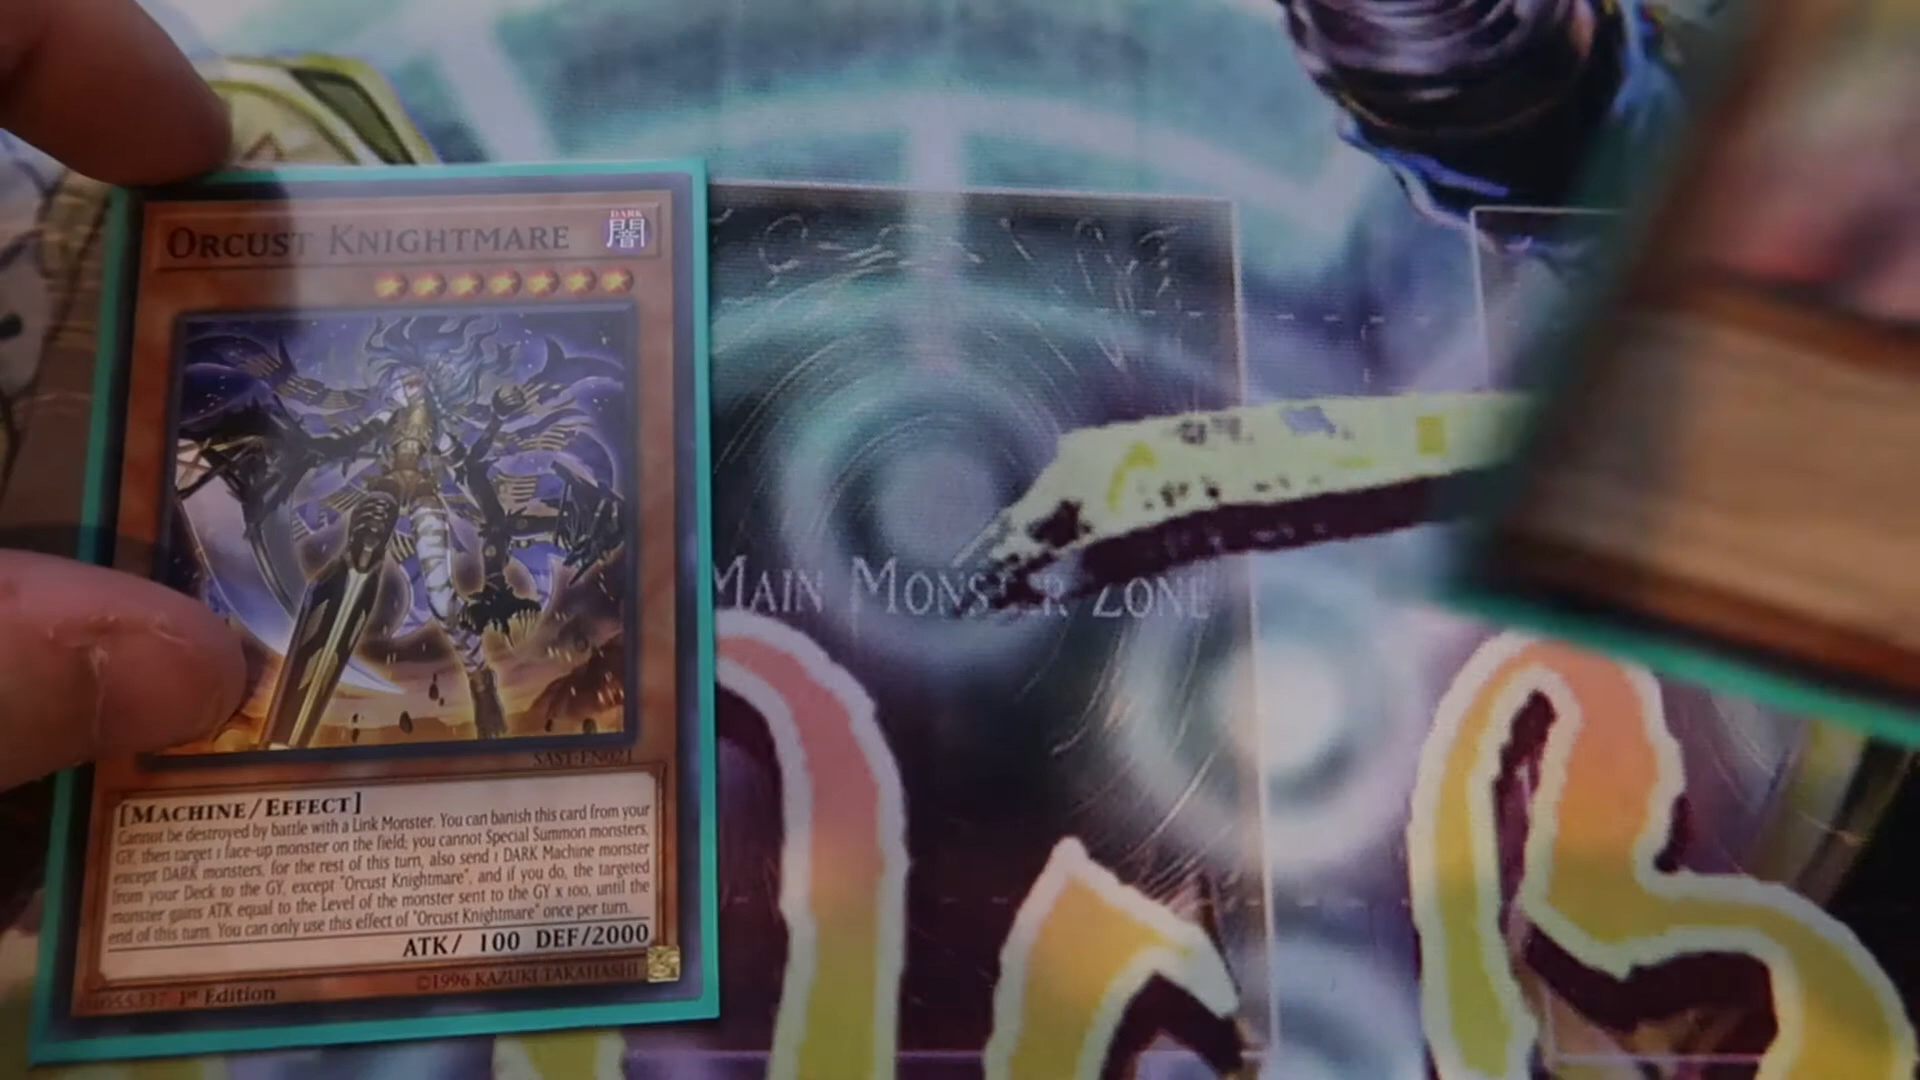 ORCUST KNIGHTMARE
DARK
闇
SAST-EN021
[MACHINE/EFFECT]
Cannot be destroyed by battle with a Link Monster. You can banish this card from your
GY, then target 1 face-up monster on the field; you cannot Special Summon monsters,
except DARK monsters, for the rest of this turn, also send 1 DARK Machine monster
from your Deck to the GY, except "Orcust Knightmare", and if you do, the targeted
monster gains ATK equal to the Level of the monster sent to the GY x 100, until the
end of this turn. You can only use this effect of "Orcust Knightmare" once per turn.
ATK/ 100 DEF/2000
1st Edition
©1996 KAZUKI TAKAHASHI
MAIN MONSTER ZONE